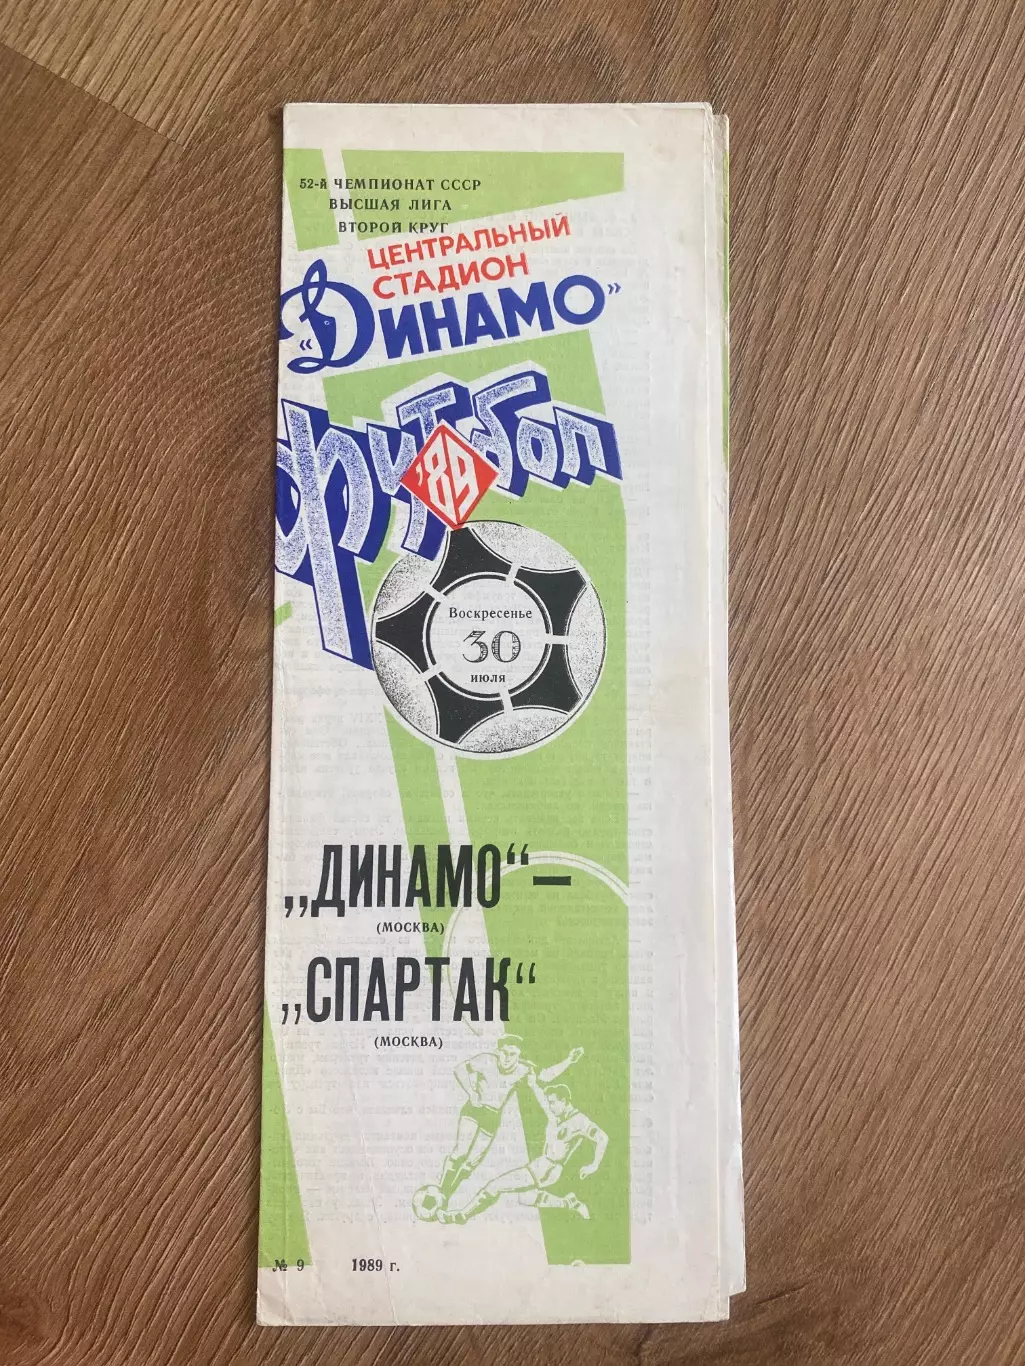 52-й ЧЕМПИОНАТ СССР
ВЫСШАЯ ЛИГА
ВТОРОЙ КРУГ
ЦЕНТРАЛЬНЫЙ
СТАДИОН
„ДИНАМО"
футбол
'89
Воскресенье
30
июля
„ДИНАМО“ —
(МОСКВА)
„СПАРТАК“
(МОСКВА)
№ 9 1989 г.